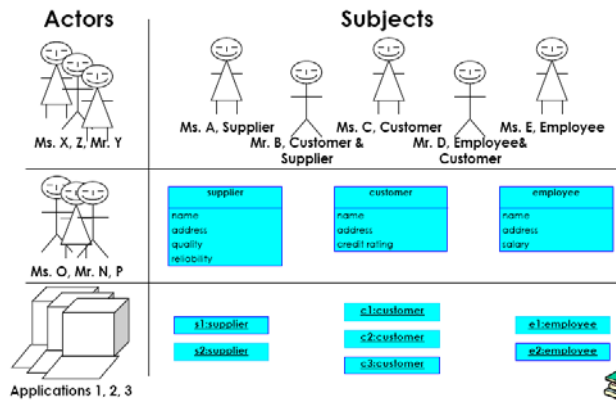 Actors
Subjects
Ms. X, Z, Mr. Y
Ms. A, Supplier
Mr. B, Customer &
Supplier
Ms. C, Customer
Mr. D, Employee&
Customer
Ms. E, Employee
Ms. O, Mr. N, P
supplier
name
address
quality
reliability
customer
name
address
credit rating
employee
name
address
salary
Applications 1, 2, 3
s1:supplier
s2:supplier
c1:customer
c2:customer
c3:customer
e1:employee
e2:employee